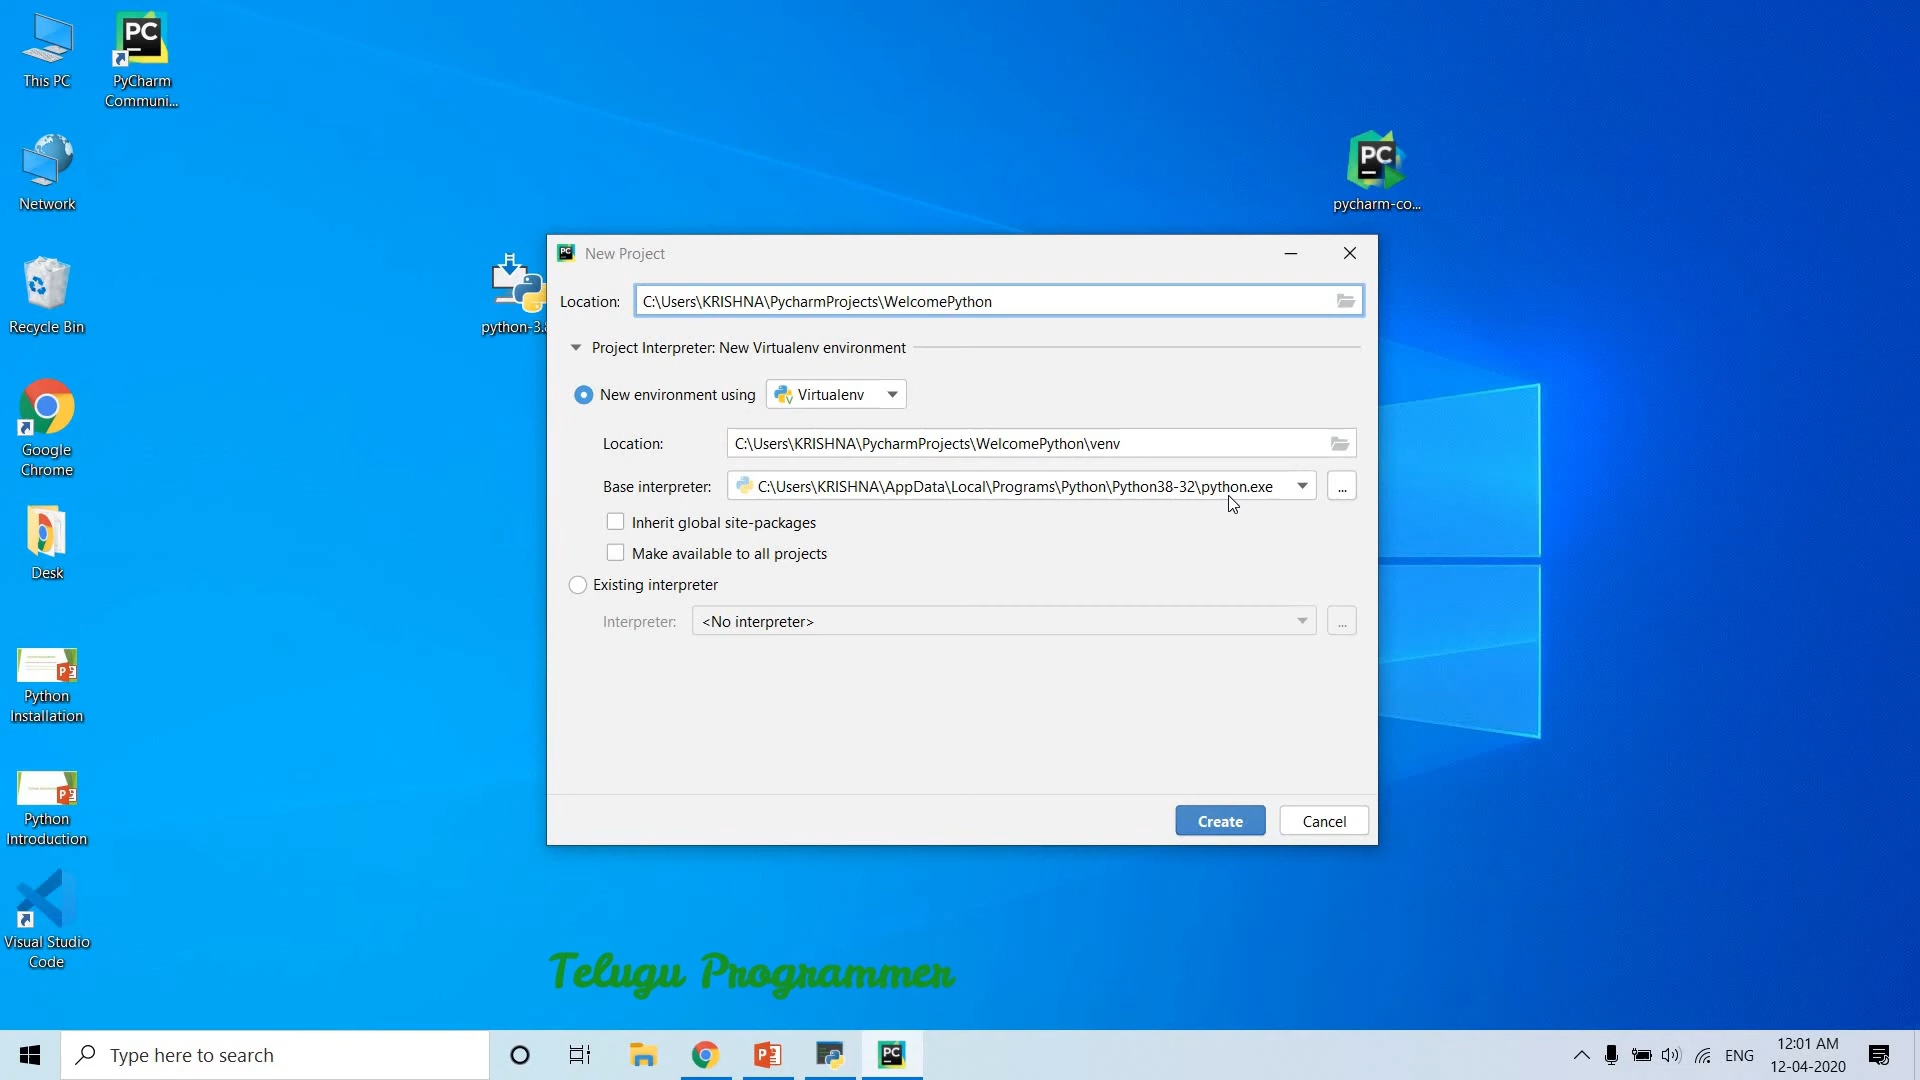 This PC
PyCharm
Communi...
Network
Recycle Bin
Google
Chrome
Desk
Python
Installation
Python
Introduction
Visual Studio
Code
python-3.8
pycharm-co...
New Project
Location: C:\Users\KRISHNA\PycharmProjects\WelcomePython
Project Interpreter: New Virtualenv environment
New environment using Virtualenv
Location: C:\Users\KRISHNA\PycharmProjects\WelcomePython\venv
Base interpreter: C:\Users\KRISHNA\AppData\Local\Programs\Python\Python38-32\python.exe ...
Inherit global site-packages
Make available to all projects
Existing interpreter
Interpreter: <No interpreter> ...
Create Cancel
Telugu Programmer
Type here to search
ENG
12:01 AM
12-04-2020